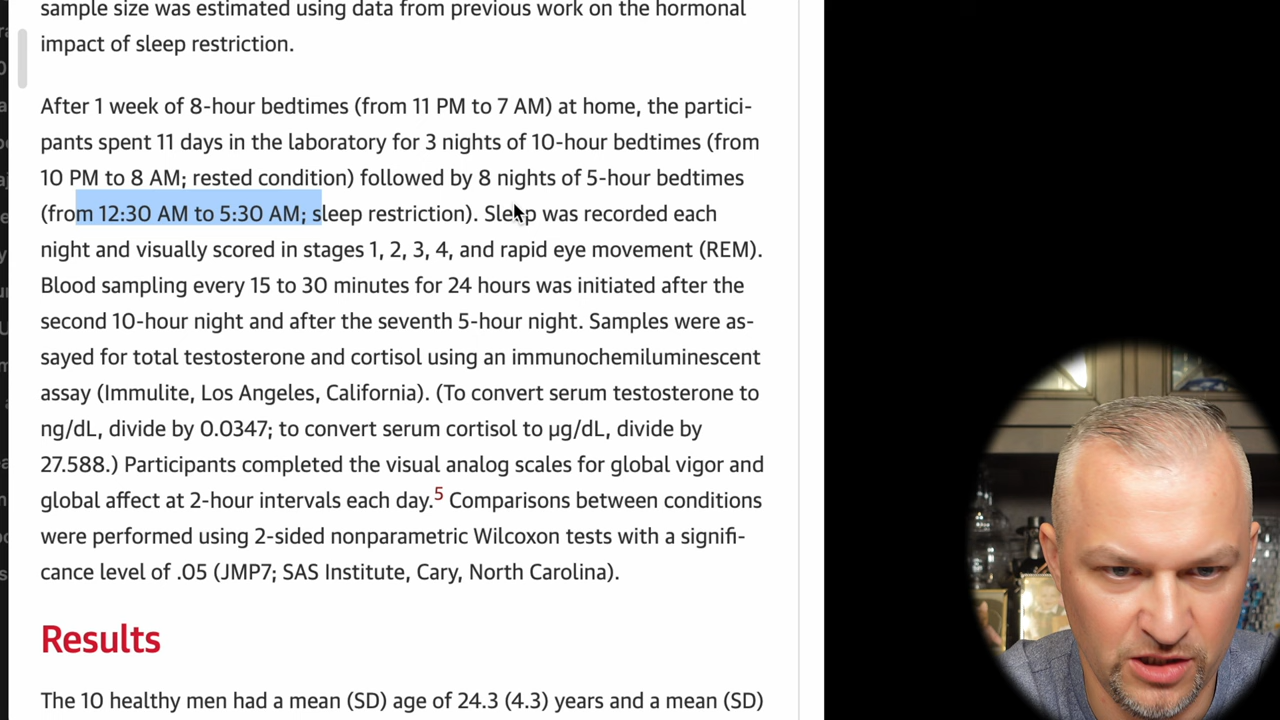 sample size was estimated using data from previous work on the hormonal
impact of sleep restriction.
After 1 week of 8-hour bedtimes (from 11 PM to 7 AM) at home, the partici-
pants spent 11 days in the laboratory for 3 nights of 10-hour bedtimes (from
10 PM to 8 AM; rested condition) followed by 8 nights of 5-hour bedtimes
(from 12:30 AM to 5:30 AM; sleep restriction). Sleep was recorded each
night and visually scored in stages 1, 2, 3, 4, and rapid eye movement (REM).
Blood sampling every 15 to 30 minutes for 24 hours was initiated after the
second 10-hour night and after the seventh 5-hour night. Samples were as-
sayed for total testosterone and cortisol using an immunochemiluminescent
assay (Immulite, Los Angeles, California). (To convert serum testosterone to
ng/dL, divide by 0.0347; to convert serum cortisol to µg/dL, divide by
27.588.) Participants completed the visual analog scales for global vigor and
global affect at 2-hour intervals each day.5 Comparisons between conditions
were performed using 2-sided nonparametric Wilcoxon tests with a signifi-
cance level of .05 (JMP7; SAS Institute, Cary, North Carolina).
Results
The 10 healthy men had a mean (SD) age of 24.3 (4.3) years and a mean (SD)